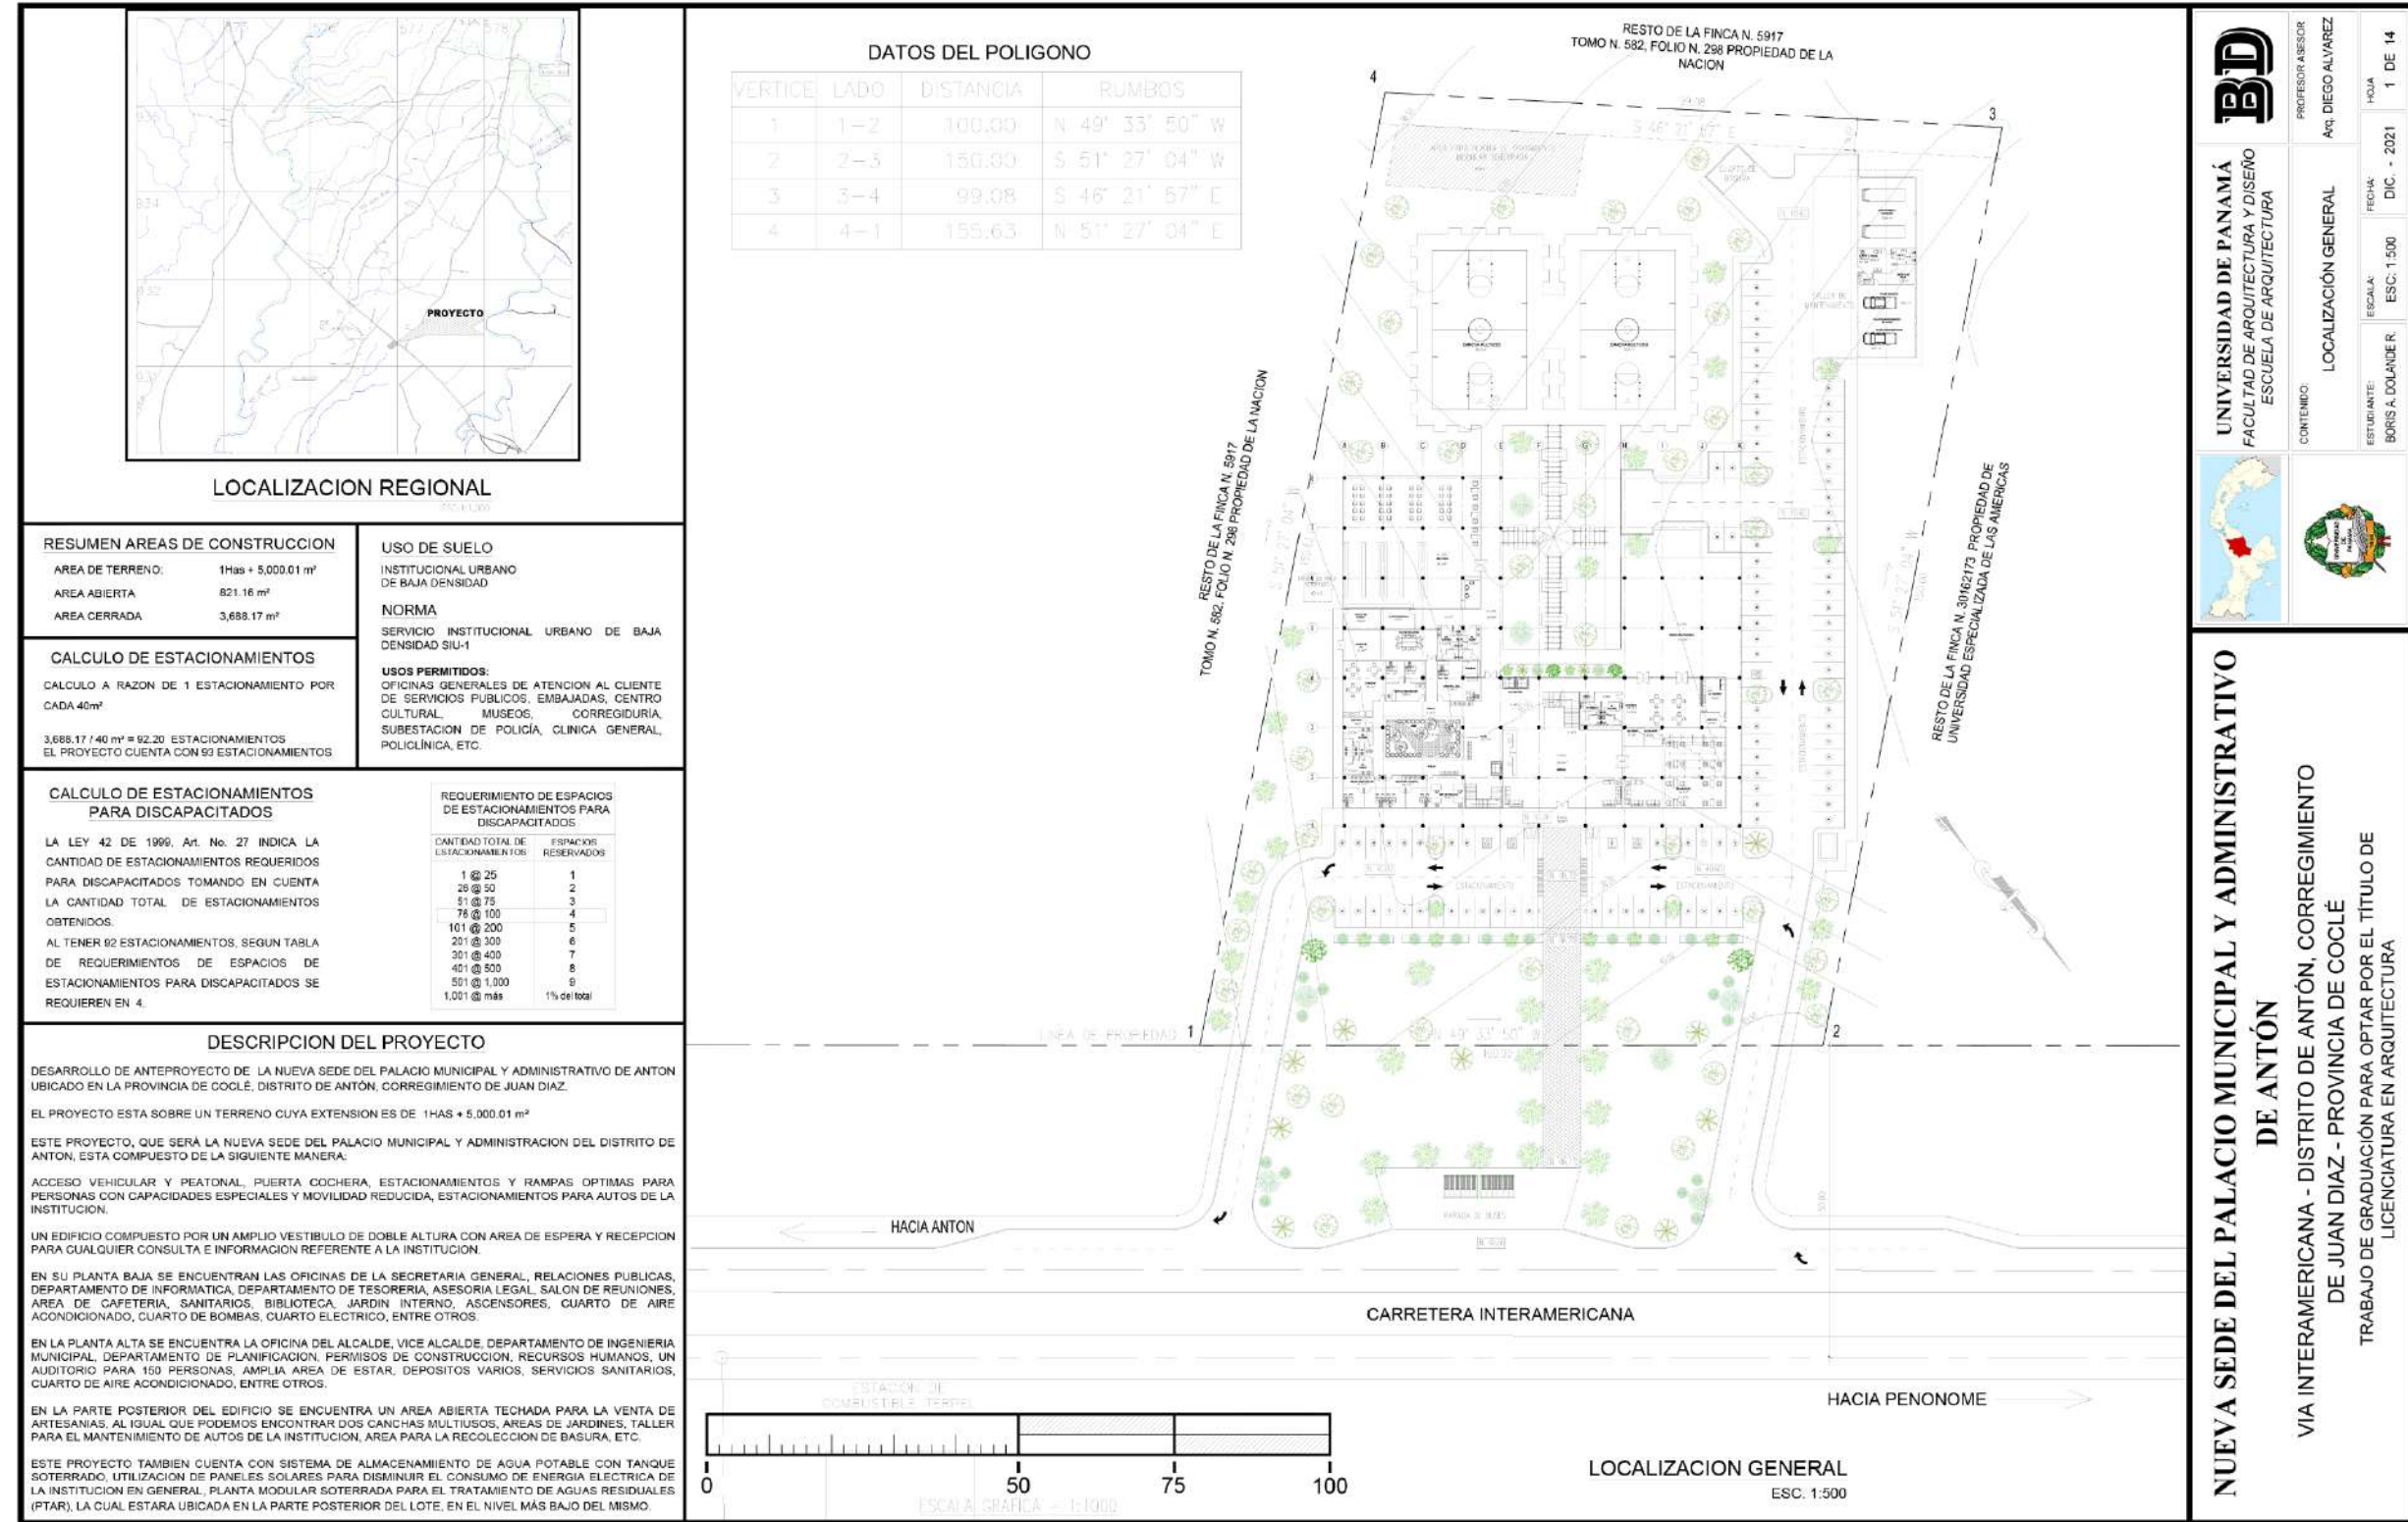 LOCALIZACION REGIONAL
RESUMEN AREAS DE CONSTRUCCION
AREA DE TERRENO: 1Has + 5,000.01 m²
AREA ABIERTA 821.16 m²
AREA CERRADA 3,688.17 m²
CALCULO DE ESTACIONAMIENTOS
CALCULO A RAZON DE 1 ESTACIONAMIENTO POR
CADA 40m²
3,688.17 / 40 m² = 92.20 ESTACIONAMIENTOS
EL PROYECTO CUENTA CON 93 ESTACIONAMIENTOS
USO DE SUELO
INSTITUCIONAL URBANO
DE BAJA DENSIDAD
NORMA
SERVICIO INSTITUCIONAL URBANO DE BAJA
DENSIDAD SIU-1
USOS PERMITIDOS:
OFICINAS GENERALES DE ATENCION AL CLIENTE
DE SERVICIOS PUBLICOS, EMBAJADAS, CENTRO
CULTURAL, MUSEOS, CORREGIDURÍA,
SUBESTACION DE POLICÍA, CLINICA GENERAL,
POLICLÍNICA, ETC.
CALCULO DE ESTACIONAMIENTOS
PARA DISCAPACITADOS
LA LEY 42 DE 1999, Art. No. 27 INDICA LA
CANTIDAD DE ESTACIONAMIENTOS REQUERIDOS
PARA DISCAPACITADOS TOMANDO EN CUENTA
LA CANTIDAD TOTAL DE ESTACIONAMIENTOS
OBTENIDOS.
AL TENER 92 ESTACIONAMIENTOS, SEGUN TABLA
DE REQUERIMIENTOS DE ESPACIOS DE
ESTACIONAMIENTOS PARA DISCAPACITADOS SE
REQUIEREN EN 4.
REQUERIMIENTO DE ESPACIOS
DE ESTACIONAMIENTOS PARA
DISCAPACITADOS
CANTIDAD TOTAL DE ESTACIONAMIENTOS ESPACIOS RESERVADOS
1 @ 25 1
26 @ 50 2
51 @ 75 3
76 @ 100 4
101 @ 200 5
201 @ 300 6
301 @ 400 7
401 @ 500 8
501 @ 1,000 9
1,001 @ más 1% del total
DESCRIPCION DEL PROYECTO
DESARROLLO DE ANTEPROYECTO DE LA NUEVA SEDE DEL PALACIO MUNICIPAL Y ADMINISTRATIVO DE ANTON
UBICADO EN LA PROVINCIA DE COCLÉ, DISTRITO DE ANTÓN, CORREGIMIENTO DE JUAN DIAZ.
EL PROYECTO ESTA SOBRE UN TERRENO CUYA EXTENSION ES DE 1HAS + 5,000.01 m²
ESTE PROYECTO, QUE SERÁ LA NUEVA SEDE DEL PALACIO MUNICIPAL Y ADMINISTRACION DEL DISTRITO DE
ANTON, ESTA COMPUESTO DE LA SIGUIENTE MANERA:
ACCESO VEHICULAR Y PEATONAL, PUERTA COCHERA, ESTACIONAMIENTOS Y RAMPAS OPTIMAS PARA
PERSONAS CON CAPACIDADES ESPECIALES Y MOVILIDAD REDUCIDA, ESTACIONAMIENTOS PARA AUTOS DE LA
INSTITUCION.
UN EDIFICIO COMPUESTO POR UN AMPLIO VESTIBULO DE DOBLE ALTURA CON AREA DE ESPERA Y RECEPCION
PARA CUALQUIER CONSULTA E INFORMACION REFERENTE A LA INSTITUCION.
EN SU PLANTA BAJA SE ENCUENTRAN LAS OFICINAS DE LA SECRETARIA GENERAL, RELACIONES PUBLICAS,
DEPARTAMENTO DE INFORMATICA, DEPARTAMENTO DE TESORERIA, ASESORIA LEGAL, SALON DE REUNIONES,
AREA DE CAFETERIA, SANITARIOS, BIBLIOTECA, JARDIN INTERNO, ASCENSORES, CUARTO DE AIRE
ACONDICIONADO, CUARTO DE BOMBAS, CUARTO ELECTRICO, ENTRE OTROS.
EN LA PLANTA ALTA SE ENCUENTRA LA OFICINA DEL ALCALDE, VICE ALCALDE, DEPARTAMENTO DE INGENIERIA
MUNICIPAL, DEPARTAMENTO DE PLANIFICACION, PERMISOS DE CONSTRUCCION, RECURSOS HUMANOS, UN
AUDITORIO PARA 150 PERSONAS, AMPLIA AREA DE ESTAR, DEPOSITOS VARIOS, SERVICIOS SANITARIOS,
CUARTO DE AIRE ACONDICIONADO, ENTRE OTROS.
EN LA PARTE POSTERIOR DEL EDIFICIO SE ENCUENTRA UN AREA ABIERTA TECHADA PARA LA VENTA DE
ARTESANIAS, AL IGUAL QUE PODEMOS ENCONTRAR DOS CANCHAS MULTIUSOS, AREAS DE JARDINES, TALLER
PARA EL MANTENIMIENTO DE AUTOS DE LA INSTITUCION, AREA PARA LA RECOLECCION DE BASURA, ETC.
ESTE PROYECTO TAMBIEN CUENTA CON SISTEMA DE ALMACENAMIENTO DE AGUA POTABLE CON TANQUE
SOTERRADO, UTILIZACION DE PANELES SOLARES PARA DISMINUIR EL CONSUMO DE ENERGIA ELECTRICA DE
LA INSTITUCION EN GENERAL, PLANTA MODULAR SOTERRADA PARA EL TRATAMIENTO DE AGUAS RESIDUALES
(PTAR), LA CUAL ESTARA UBICADA EN LA PARTE POSTERIOR DEL LOTE, EN EL NIVEL MÁS BAJO DEL MISMO.
PROYECTO
DATOS DEL POLIGONO
VERTICE LADO DISTANCIA RUMBOS
1 1-2 100.00 N 49° 33' 50" W
2 2-3 150.00 S 51° 27' 04" W
3 3-4 99.08 S 46° 21' 57" E
4 4-1 155.63 N 51° 27' 04" E
RESTO DE LA FINCA N. 5917
TOMO N. 582, FOLIO N. 298 PROPIEDAD DE LA
NACION
4
3
99.08
S 46° 21' 57" E
RESTO DE LA FINCA N. 5917
TOMO N. 582, FOLIO N. 298 PROPIEDAD DE LA NACION
RESTO DE LA FINCA N. 30162173 PROPIEDAD DE
UNIVERSIDAD ESPECIALIZADA DE LAS AMERICAS
TALLER DE
MANTENIMIENTO
ESTACIONAMIENTO
ESTACIONAMIENTO
ESTACIONAMIENTO
ESTACIONAMIENTO
LINEA DE PROPIEDAD 1
N 49° 33' 50" W
2
PARADA DE BUSES
HACIA ANTON
CARRETERA INTERAMERICANA
HACIA PENONOME
ESTACION DE
COMBUSTIBLE TERPEL
0 50 75 100
ESCALA GRAFICA - 1:1000
LOCALIZACION GENERAL
ESC. 1:500
BD
UNIVERSIDAD DE PANAMÁ
FACULTAD DE ARQUITECTURA Y DISEÑO
ESCUELA DE ARQUITECTURA
PROFESOR ASESOR
Arq. DIEGO ALVAREZ
CONTENIDO:
LOCALIZACIÓN GENERAL
ESTUDIANTE:
BORIS A. DOLANDE R.
ESCALA:
ESC: 1:500
FECHA:
DIC. - 2021
HOJA
1 DE 14
NUEVA SEDE DEL PALACIO MUNICIPAL Y ADMINISTRATIVO
DE ANTÓN
VIA INTERAMERICANA - DISTRITO DE ANTÓN, CORREGIMIENTO
DE JUAN DIAZ - PROVINCIA DE COCLÉ
TRABAJO DE GRADUACIÓN PARA OPTAR POR EL TÍTULO DE
LICENCIATURA EN ARQUITECTURA